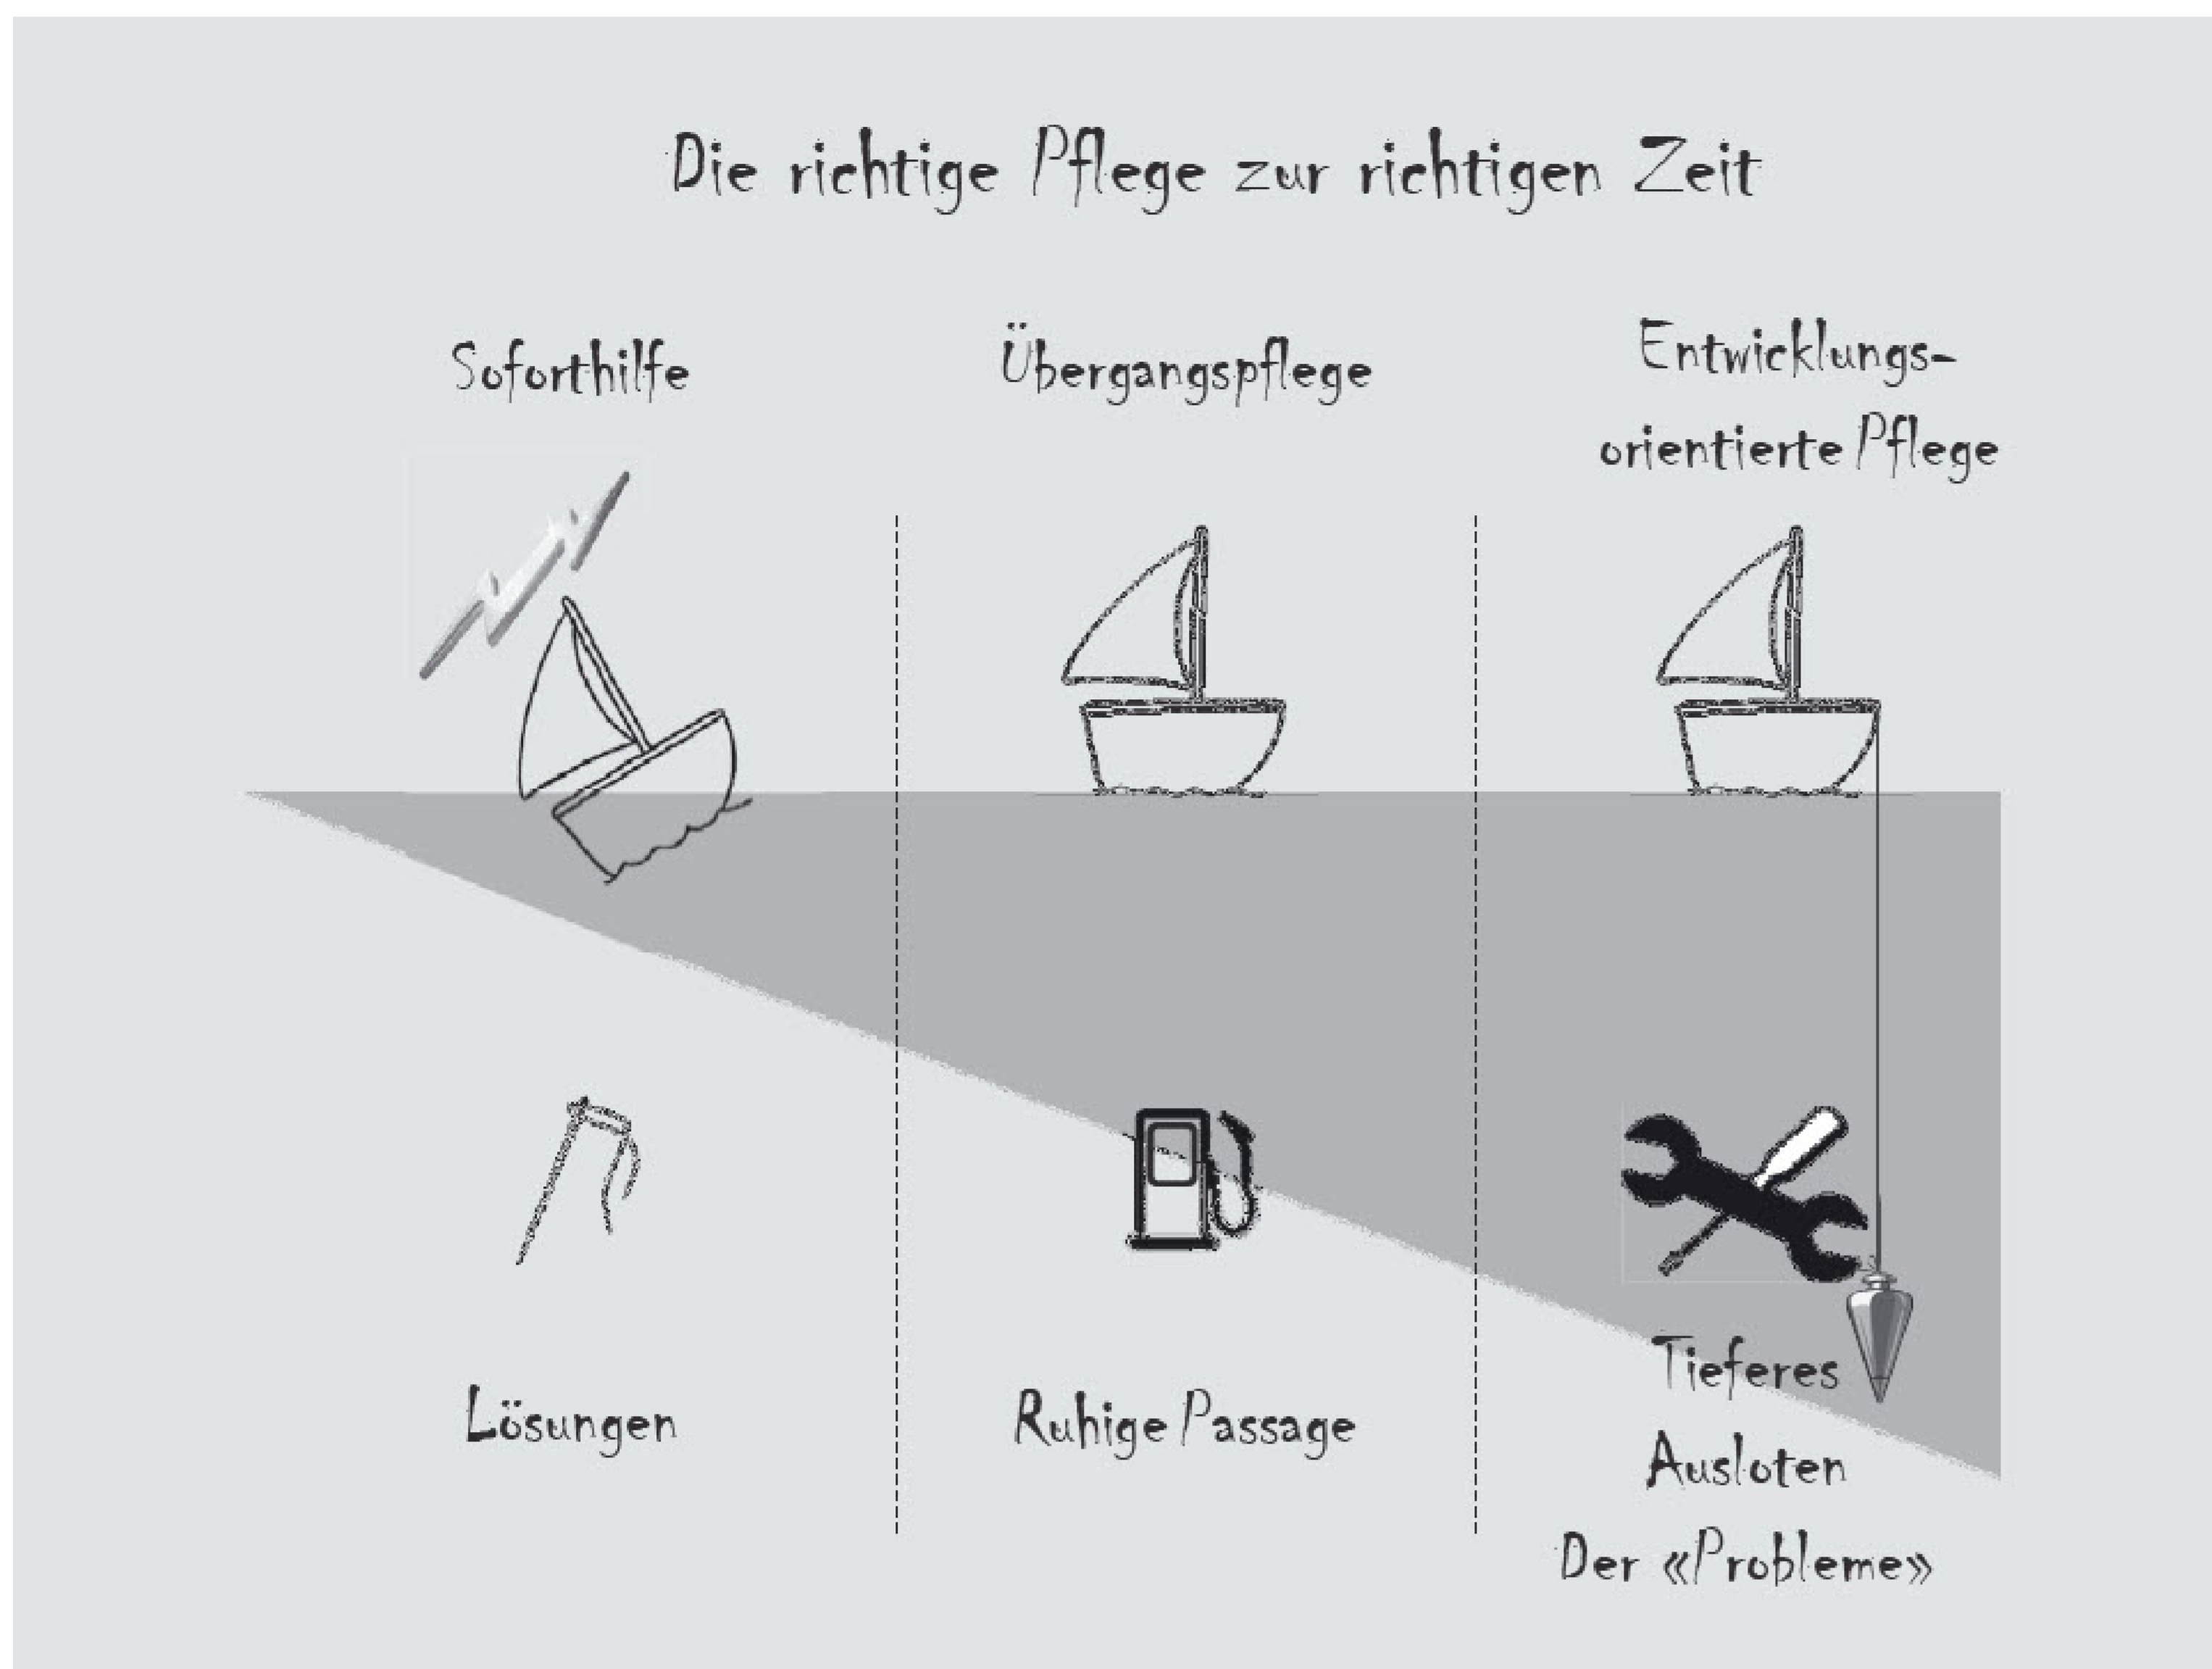 Die richtige Pflege zur richtigen Zeit
Soforthilfe
Übergangspflege
Entwicklungs-
orientierte Pflege
Lösungen
Ruhige Passage
Tieferes
Ausloten
Der «Probleme»